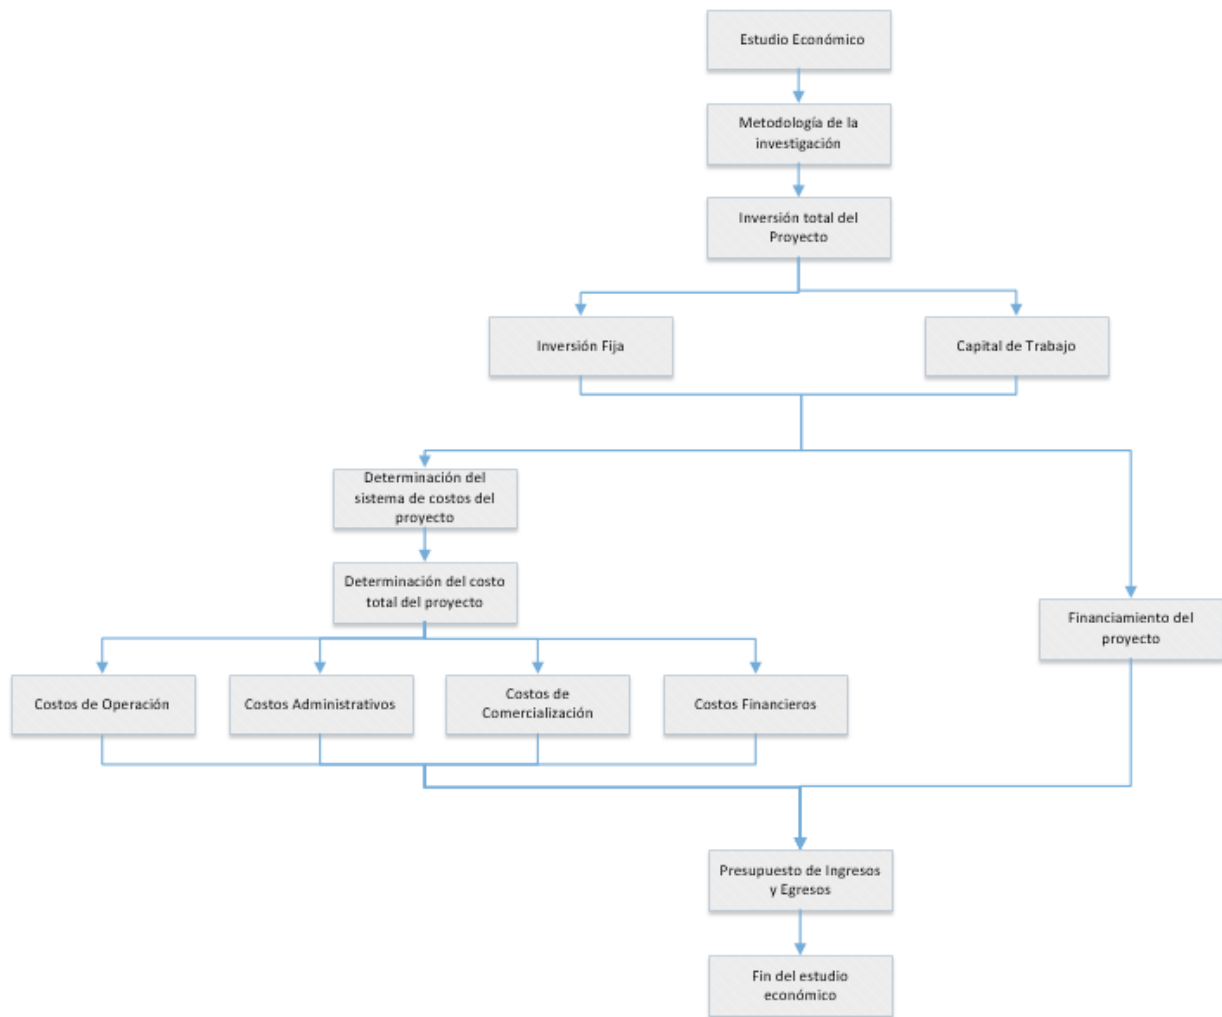 Estudio Económico
Metodología de la
investigación
Inversión total del
Proyecto
Inversión Fija
Capital de Trabajo
Determinación del
sistema de costos del
proyecto
Determinación del costo
total del proyecto
Financiamiento del
proyecto
Costos de Operación
Costos Administrativos
Costos de
Comercialización
Costos Financieros
Presupuesto de Ingresos
y Egresos
Fin del estudio
económico